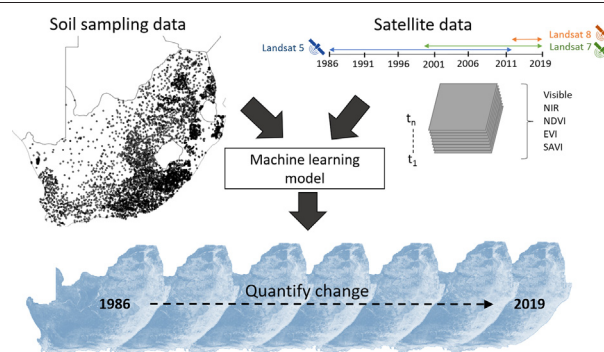 Soil sampling data
Satellite data
Landsat 8
Landsat 5
Landsat 7
1986 1991 1996 2001 2006 2011 2019
tn
t1
Visible
NIR
NDVI
EVI
SAVI
Machine learning
model
Quantify change
1986
2019